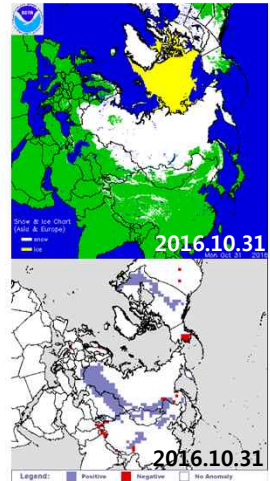 Snow & Ice Chart
(Asia & Europe)
snow
ice
2016.10.31
Mon Oct 31 2016
2016.10.31
Legend: Positive Negative No Anomaly